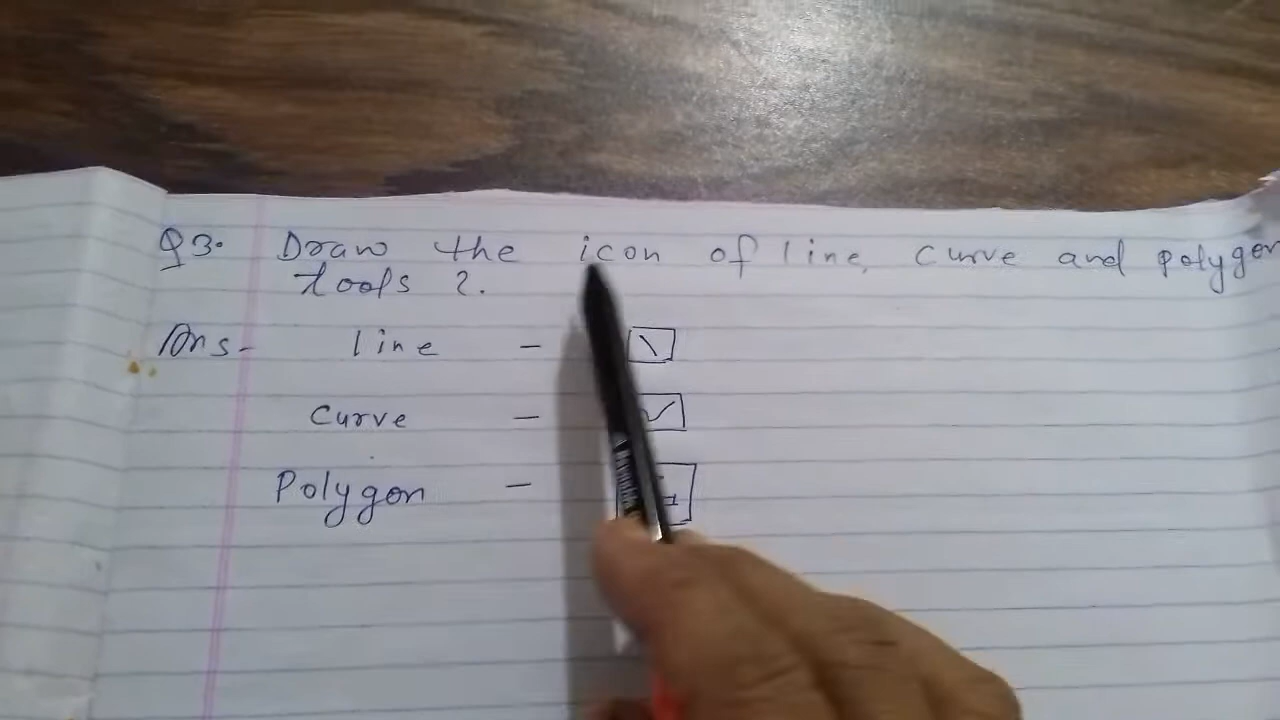 Q3. Draw the icon of line, curve and polygon
tools ?.
Ans- line -
curve -
Polygon -